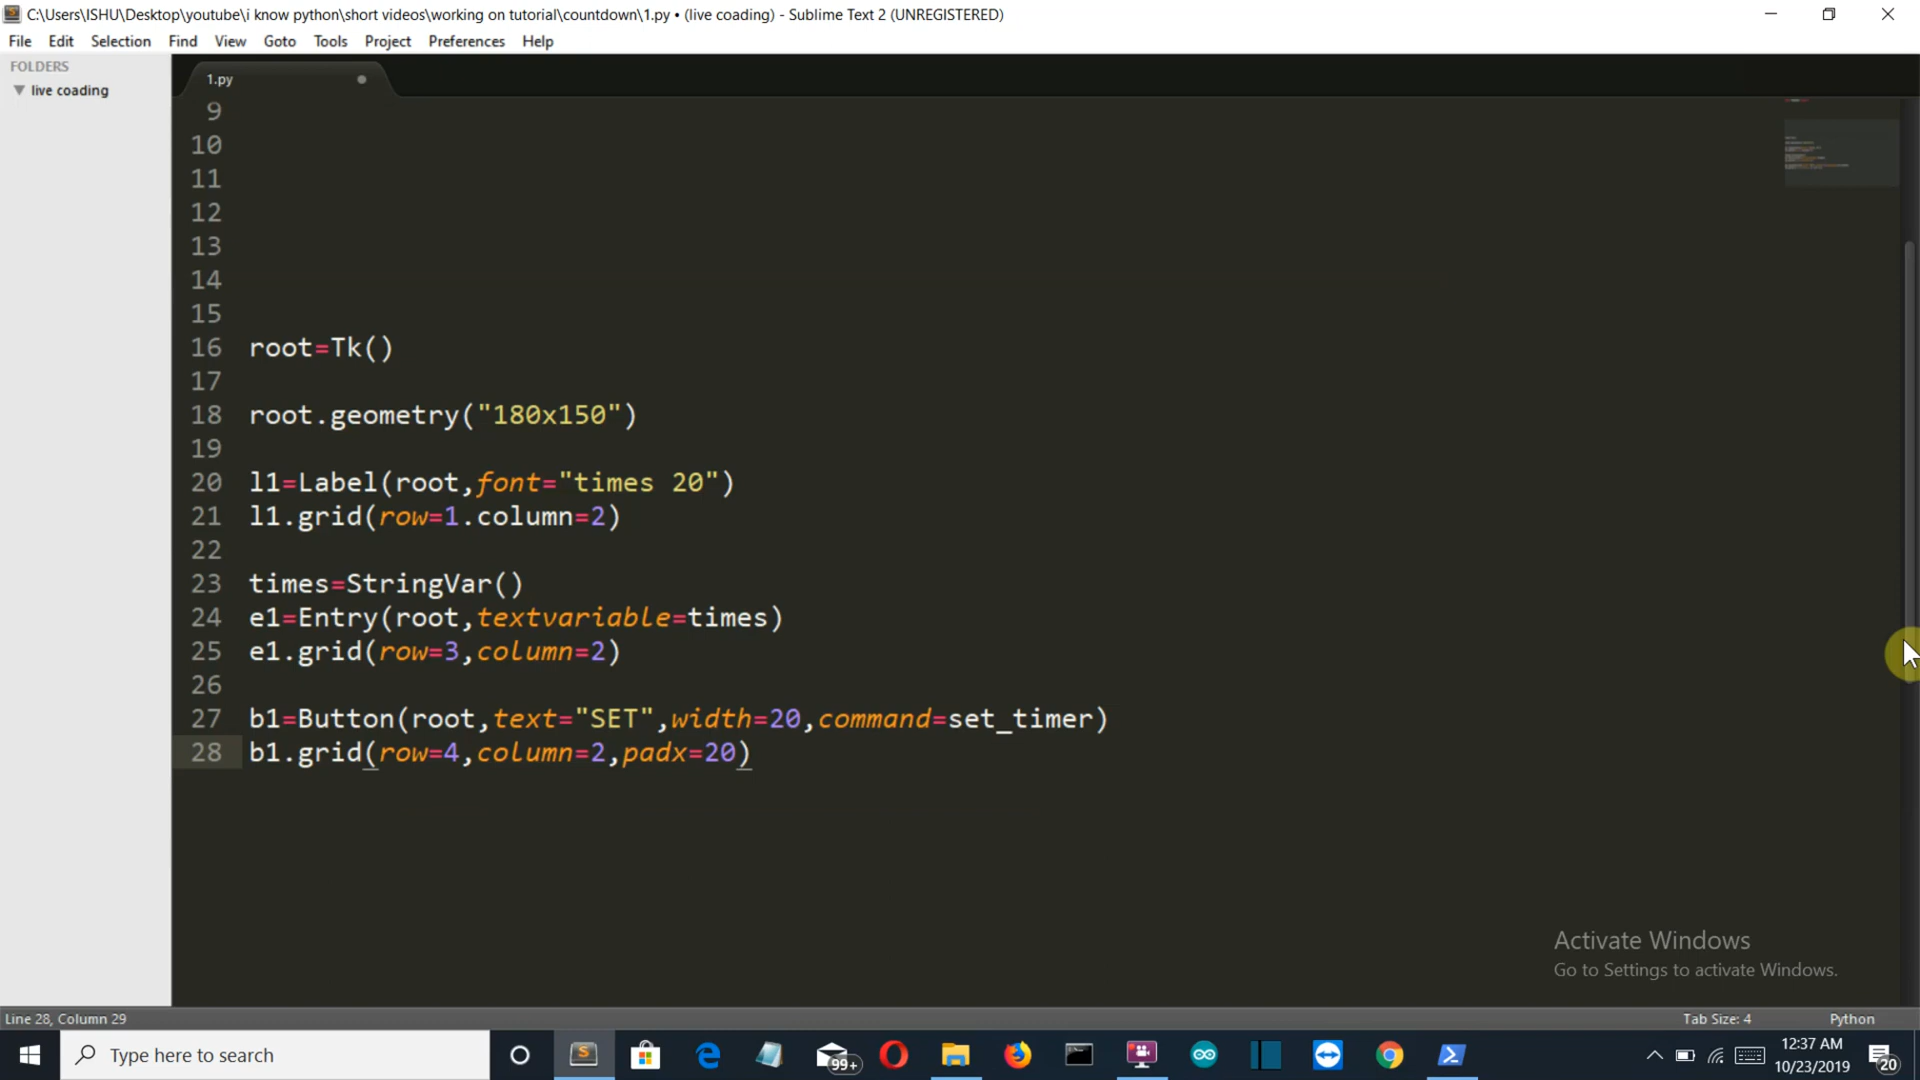 C:\Users\ISHU\Desktop\youtube\i know python\short videos\working on tutorial\countdown\1.py • (live coading) - Sublime Text 2 (UNREGISTERED)
File Edit Selection Find View Goto Tools Project Preferences Help
FOLDERS
live coading
1.py
9
10
11
12
13
14
15
16 root=Tk()
17
18 root.geometry("180x150")
19
20 l1=Label(root,font="times 20")
21 l1.grid(row=1.column=2)
22
23 times=StringVar()
24 e1=Entry(root,textvariable=times)
25 e1.grid(row=3,column=2)
26
27 b1=Button(root,text="SET",width=20,command=set_timer)
28 b1.grid(row=4,column=2,padx=20)
Activate Windows
Go to Settings to activate Windows.
Line 28, Column 29 Tab Size: 4 Python
Type here to search 99+ 12:37 AM
10/23/2019 20